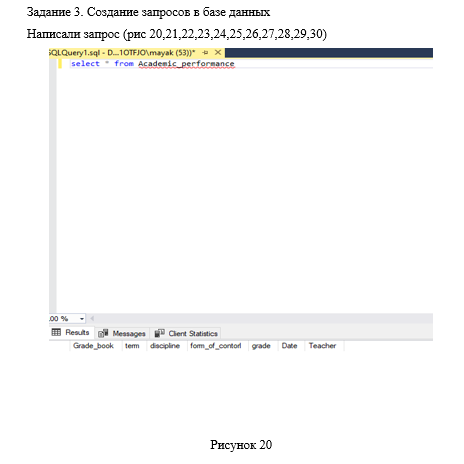 Задание 3. Создание запросов в базе данных
Написали запрос (рис 20,21,22,23,24,25,26,27,28,29,30)
SQLQuery1.sql - D...1OTFJO\mayak (53))*
select * from Academic_performance
00 %
Results Messages Client Statistics
Grade_book term discipline form_of_contorl grade Date Teacher
Рисунок 20